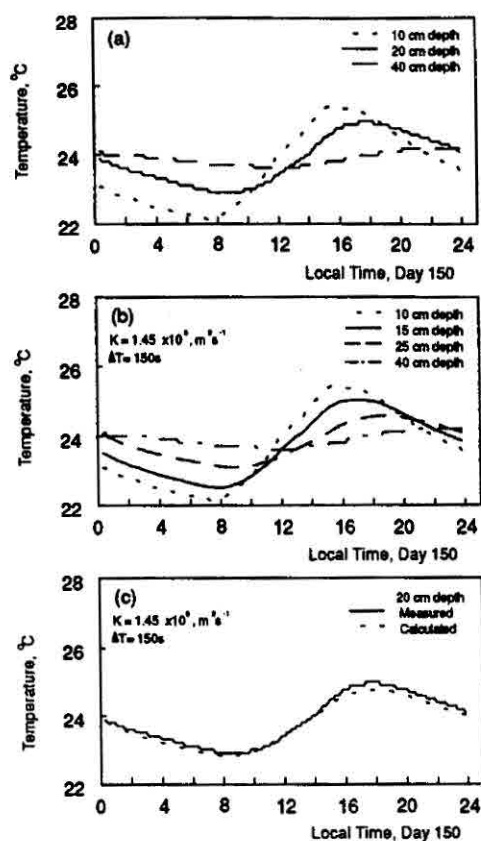 (a)
10 cm depth
20 cm depth
40 cm depth
Temperature, °C
28
26
24
22
0 4 8 12 16 20 24
Local Time, Day 150
(b)
K = 1.45 x10⁶, m²s⁻¹
ΔT= 150s
10 cm depth
15 cm depth
25 cm depth
40 cm depth
Temperature, °C
28
26
24
22
0 4 8 12 16 20 24
Local Time, Day 150
(c)
K = 1.45 x10⁶, m²s⁻¹
ΔT= 150s
20 cm depth
Measured
Calculated
Temperature, °C
28
26
24
22
0 4 8 12 16 20 24
Local Time, Day 150